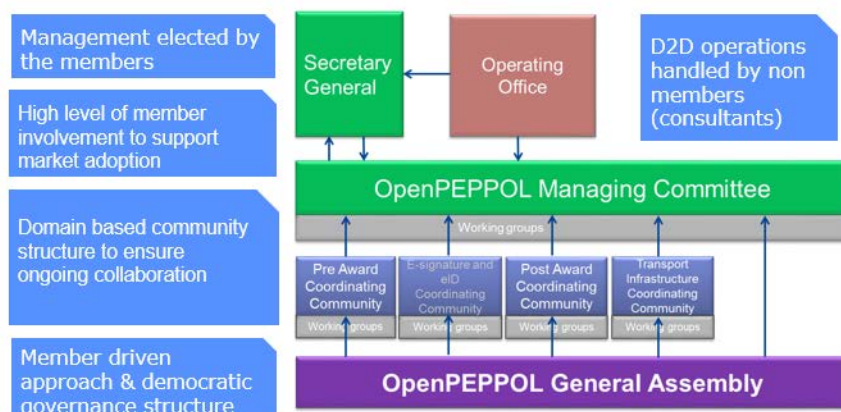 Management elected by
the members
High level of member
involvement to support
market adoption
Domain based community
structure to ensure
ongoing collaboration
Member driven
approach & democratic
governance structure
Secretary
General
Operating
Office
D2D operations
handled by non
members
(consultants)
OpenPEPPOL Managing Committee
Working groups
Pre Award
Coordinating
Community
Working groups
E-signature and
eID
Coordinating
Community
Working groups
Post Award
Coordinating
Community
Working groups
Transport
Infrastructure
Coordinating
Community
Working groups
OpenPEPPOL General Assembly